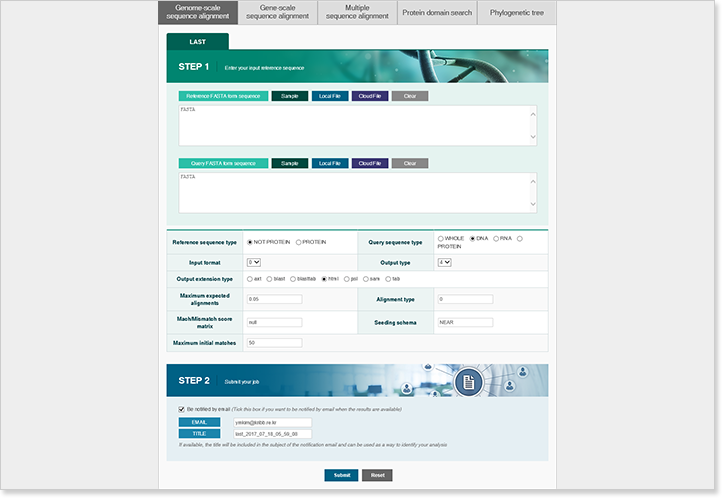 Genome-scale
sequence alignment
Gene-scale
sequence alignment
Multiple
sequence alignment
Protein domain search
Phylogenetic tree
LAST
STEP 1
Enter your input reference sequence
Reference FASTA form sequence
Sample
Local File
Cloud File
Clear
FASTA
Query FASTA form sequence
Sample
Local File
Cloud File
Clear
FASTA
Reference sequence type
NOT PROTEIN
PROTEIN
Query sequence type
WHOLE
DNA
RNA
PROTEIN
Input format
0
Output type
4
Output extension type
axt
blast
blasttab
html
psl
sam
tab
Maximum expected
alignments
0.05
Alignment type
0
Mach/Mismatch score
matrix
null
Seeding schema
NEAR
Maximum initial matches
50
STEP 2
Submit your job
Be notified by email (Tick this box if you want to be notified by email when the results are available)
EMAIL
TITLE
last_2017_07_18_05_59_00
If available, the title will be included in the subject of the notification email and can be used as a way to identify your analysis
Submit
Reset